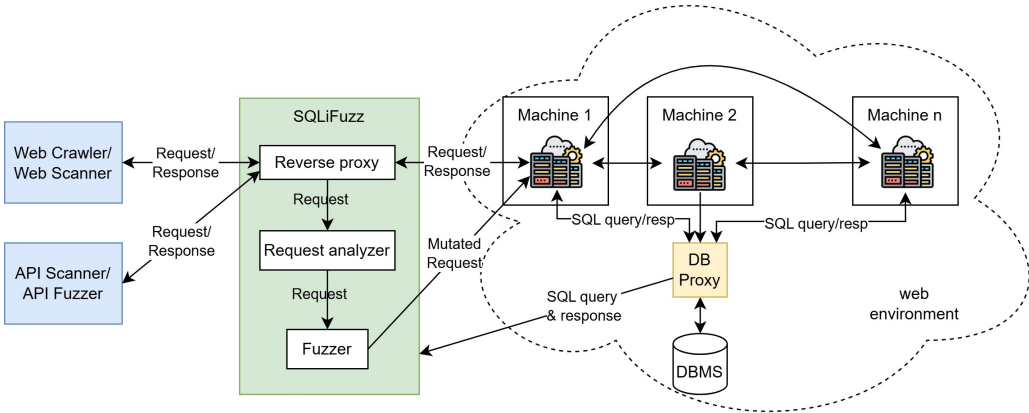 SQLiFuzz
Machine 1
Machine 2
Machine n
Web Crawler/
Web Scanner
Request/
Response
Reverse proxy
Request/
Response
Request
Request/
Response
SQL query/resp
SQL query/resp
Request analyzer
Mutated
Request
API Scanner/
API Fuzzer
DB
Proxy
Request
SQL query
& response
web
environment
Fuzzer
DBMS